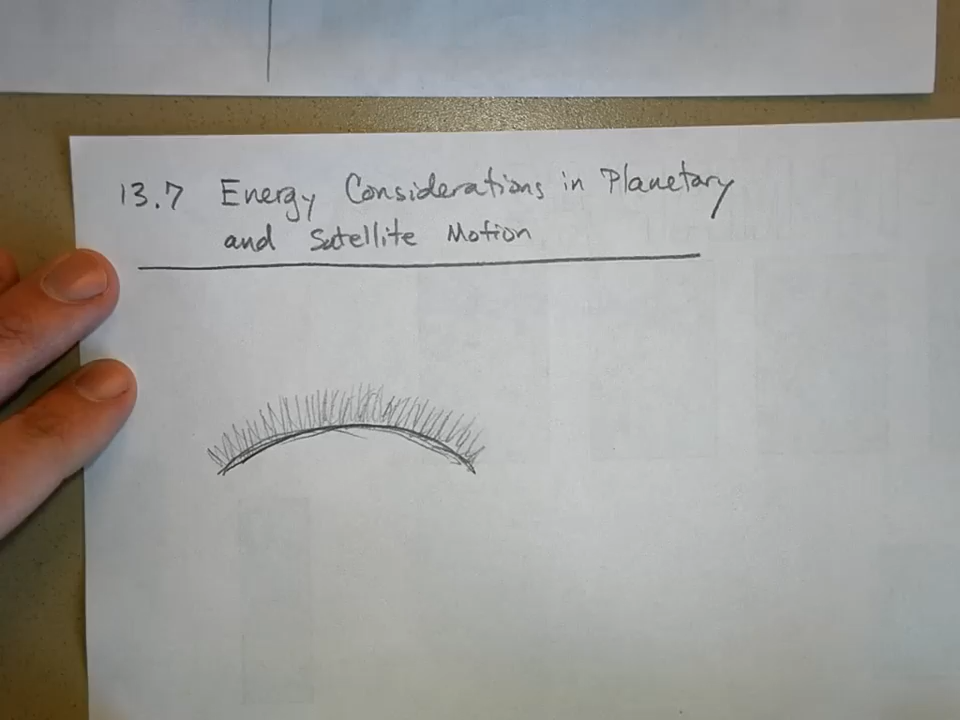 13.7 Energy Considerations in Planetary
and Satellite Motion